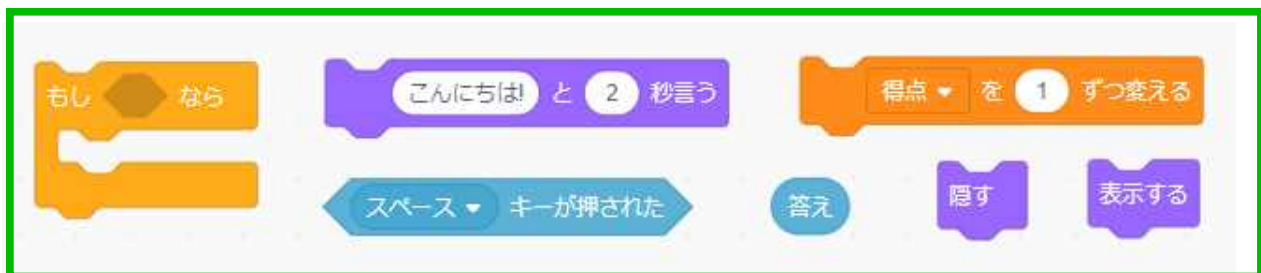 もし なら
こんにちは! と 2 秒言う
得点 を 1 ずつ変える
スペース キーが押された
答え
隠す
表示する